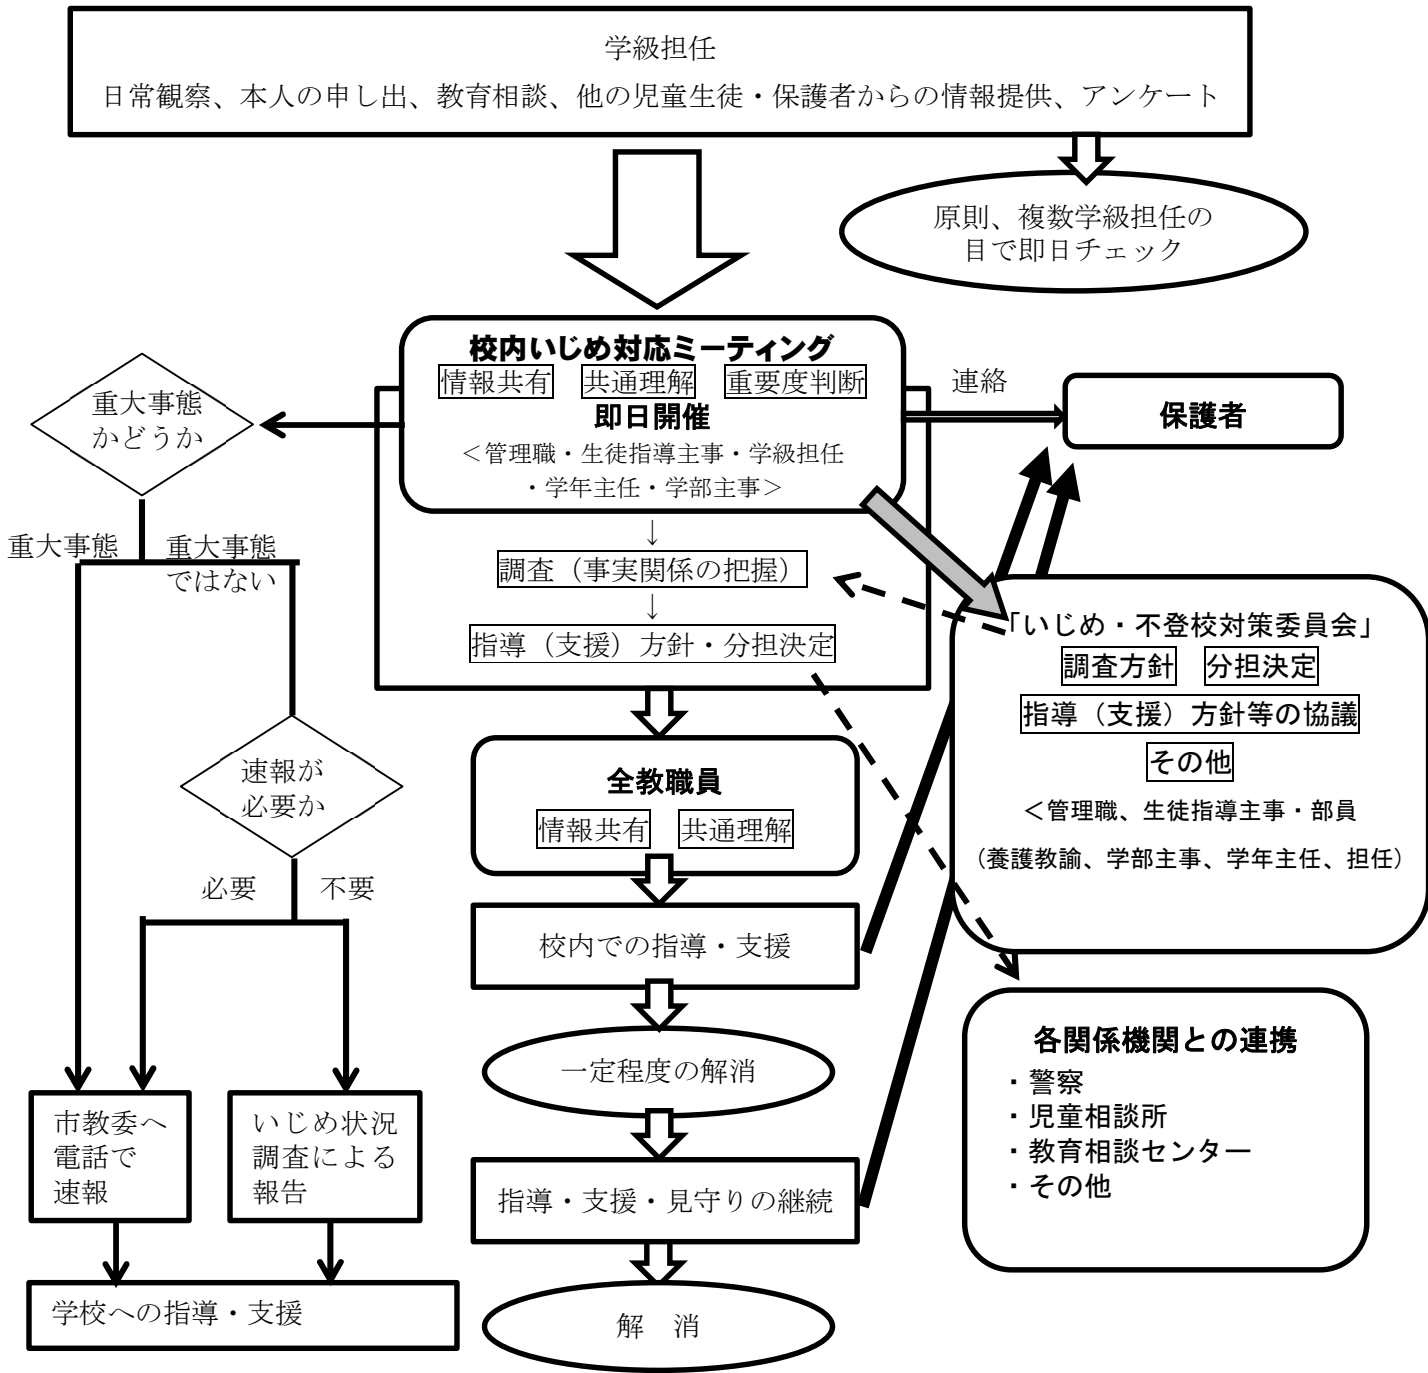 学級担任
日常観察、本人の申し出、教育相談、他の児童生徒・保護者からの情報提供、アンケート
原則、複数学級担任の
目で即日チェック
校内いじめ対応ミーティング
情報共有 共通理解 重要度判断
即日開催
＜管理職・生徒指導主事・学級担任
・学年主任・学部主事＞
↓
調査（事実関係の把握）
↓
指導（支援）方針・分担決定
連絡
保護者
重大事態
かどうか
重大事態
重大事態
ではない
速報が
必要か
必要
不要
市教委へ
電話で
速報
いじめ状況
調査による
報告
学校への指導・支援
全教職員
情報共有 共通理解
校内での指導・支援
一定程度の解消
指導・支援・見守りの継続
解　消
「いじめ・不登校対策委員会」
調査方針 分担決定
指導（支援）方針等の協議
その他
＜管理職、生徒指導主事・部員
（養護教諭、学部主事、学年主任、担任）
各関係機関との連携
・警察
・児童相談所
・教育相談センター
・その他